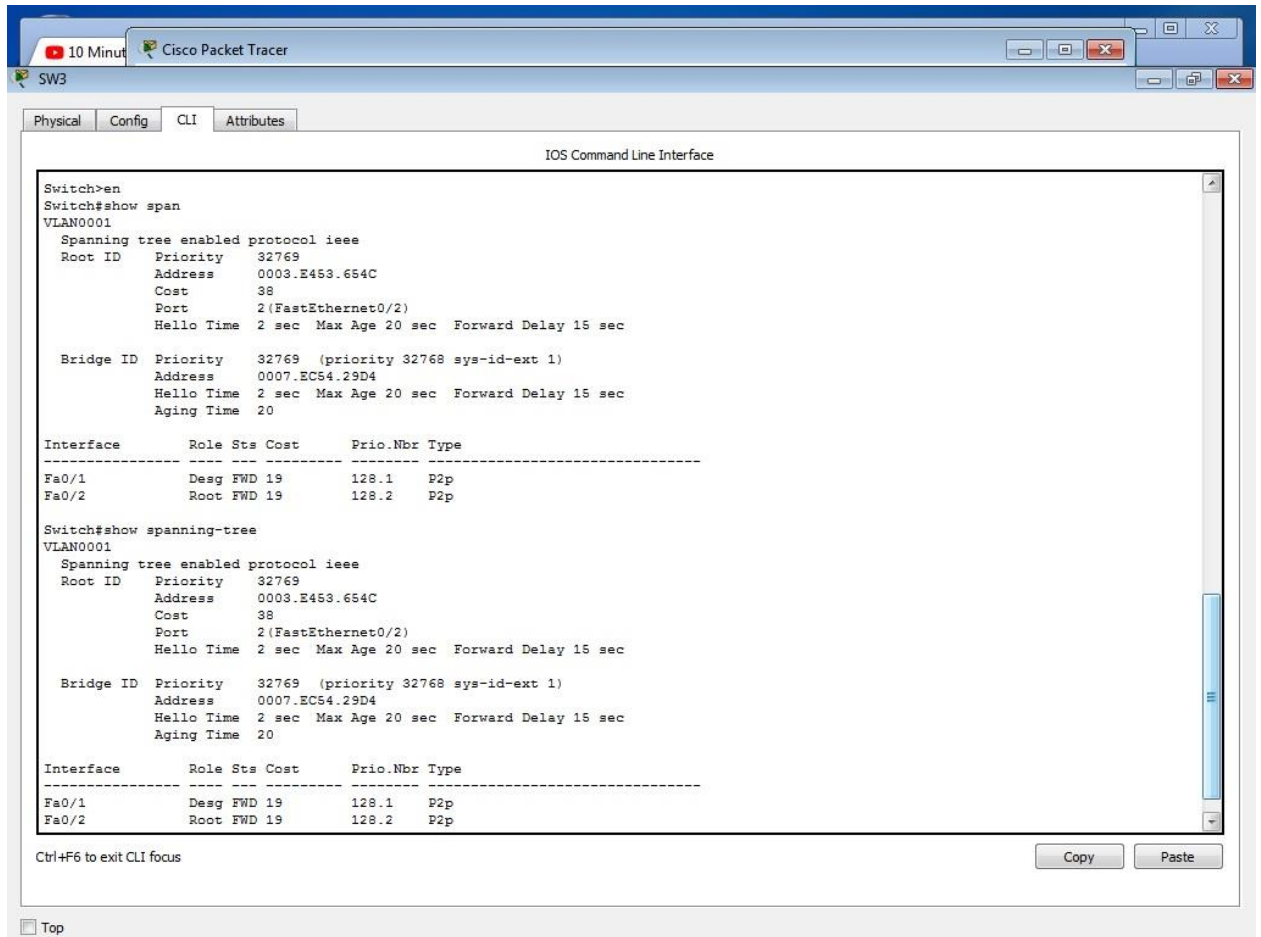 10 Minut
Cisco Packet Tracer
SW3
Physical Config CLI Attributes
IOS Command Line Interface
Switch>en
Switch#show span
VLAN0001
  Spanning tree enabled protocol ieee
  Root ID    Priority    32769
             Address     0003.E453.654C
             Cost        38
             Port        2(FastEthernet0/2)
             Hello Time  2 sec  Max Age 20 sec  Forward Delay 15 sec
  Bridge ID  Priority    32769  (priority 32768 sys-id-ext 1)
             Address     0007.EC54.29D4
             Hello Time  2 sec  Max Age 20 sec  Forward Delay 15 sec
             Aging Time  20
Interface        Role Sts Cost      Prio.Nbr Type
---------------- ---- --- --------- -------- --------------------------------
Fa0/1            Desg FWD 19        128.1    P2p
Fa0/2            Root FWD 19        128.2    P2p
Switch#show spanning-tree
VLAN0001
  Spanning tree enabled protocol ieee
  Root ID    Priority    32769
             Address     0003.E453.654C
             Cost        38
             Port        2(FastEthernet0/2)
             Hello Time  2 sec  Max Age 20 sec  Forward Delay 15 sec
  Bridge ID  Priority    32769  (priority 32768 sys-id-ext 1)
             Address     0007.EC54.29D4
             Hello Time  2 sec  Max Age 20 sec  Forward Delay 15 sec
             Aging Time  20
Interface        Role Sts Cost      Prio.Nbr Type
---------------- ---- --- --------- -------- --------------------------------
Fa0/1            Desg FWD 19        128.1    P2p
Fa0/2            Root FWD 19        128.2    P2p
Ctrl+F6 to exit CLI focus
Copy Paste
Top